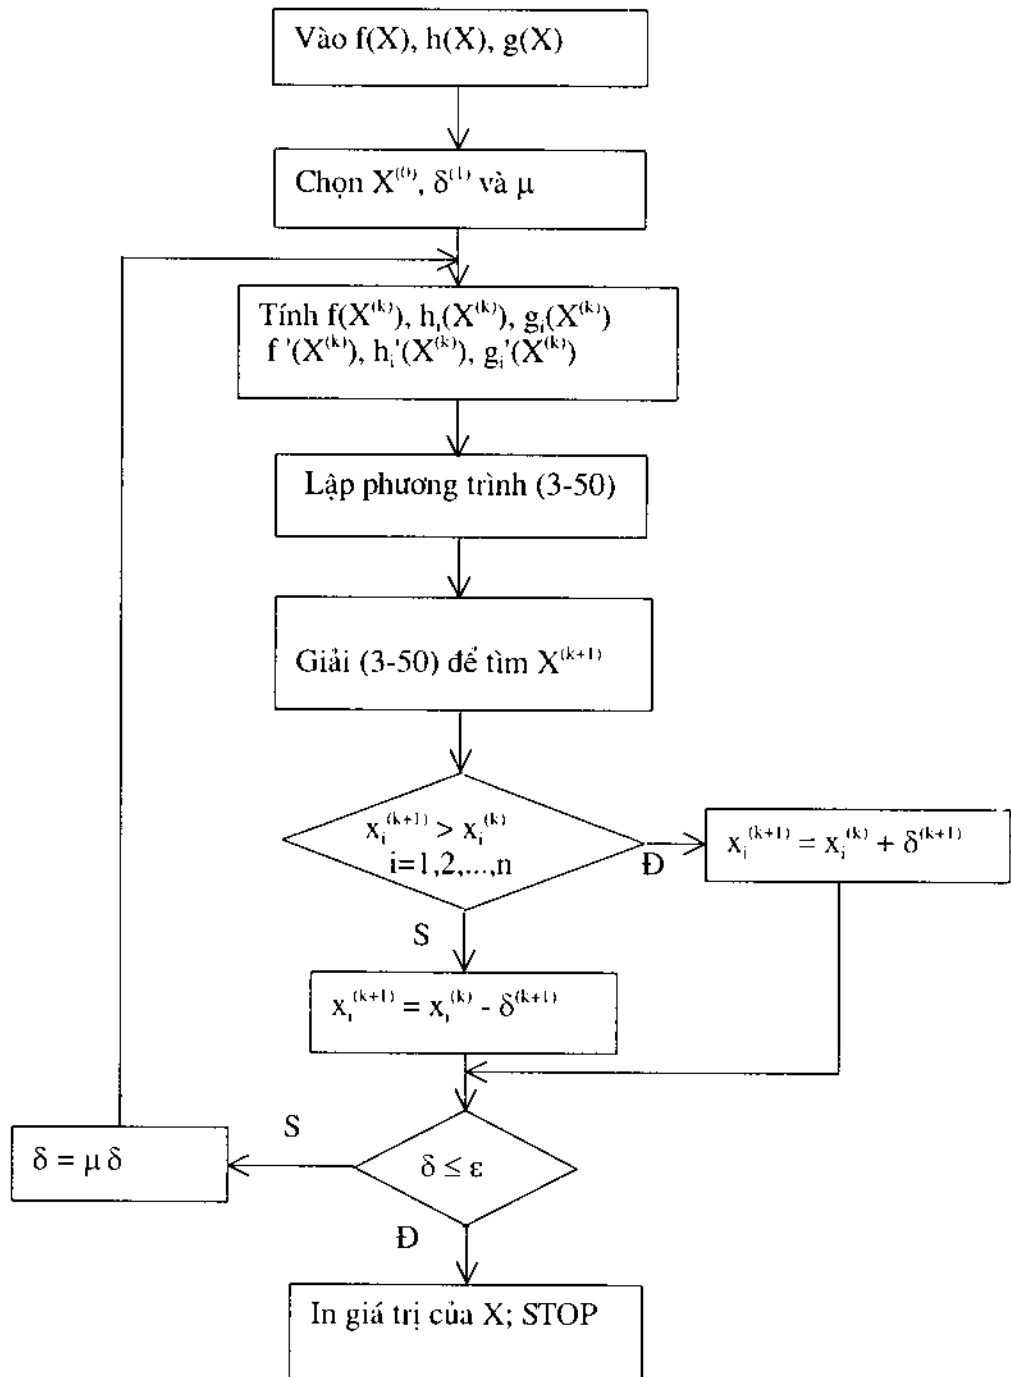 Vào f(X), h(X), g(X)
Chọn X⁽⁰⁾, δ⁽¹⁾ và μ
Tính f(X⁽ᵏ⁾), hᵢ(X⁽ᵏ⁾), gᵢ(X⁽ᵏ⁾)
f '(X⁽ᵏ⁾), hᵢ'(X⁽ᵏ⁾), gᵢ'(X⁽ᵏ⁾)
Lập phương trình (3-50)
Giải (3-50) để tìm X⁽ᵏ⁺¹⁾
xᵢ⁽ᵏ⁺¹⁾ > xᵢ⁽ᵏ⁾
i=1,2,...,n
Đ
xᵢ⁽ᵏ⁺¹⁾ = xᵢ⁽ᵏ⁾ + δ⁽ᵏ⁺¹⁾
S
xᵢ⁽ᵏ⁺¹⁾ = xᵢ⁽ᵏ⁾ - δ⁽ᵏ⁺¹⁾
δ ≤ ε
S
δ = μ δ
Đ
In giá trị của X; STOP